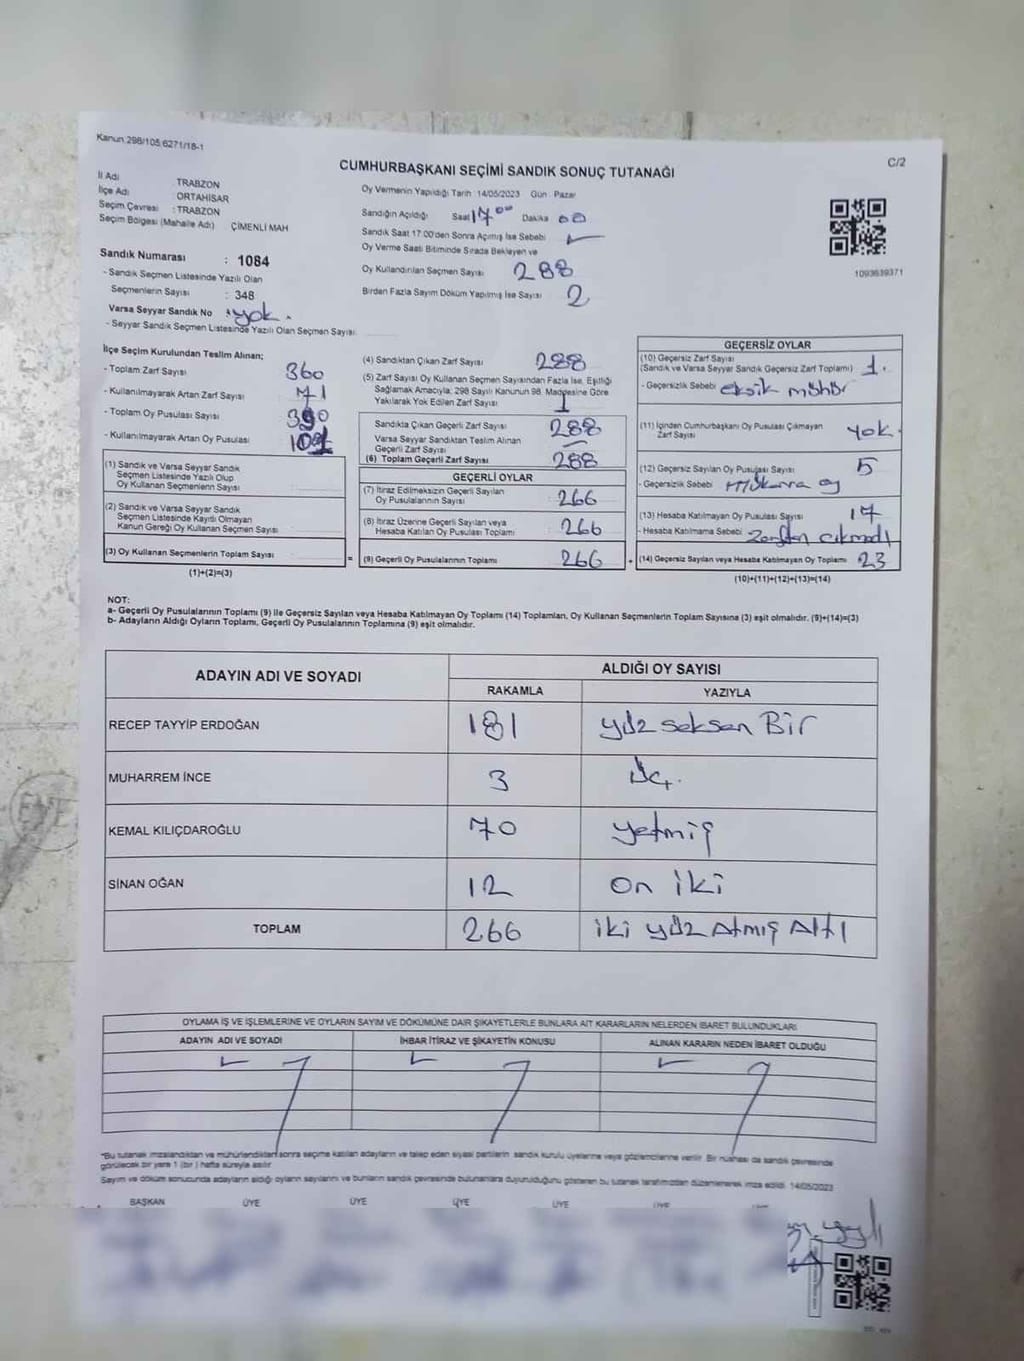 Kanun 298/105,6271/18-1
C/2
CUMHURBAŞKANI SEÇİMİ SANDIK SONUÇ TUTANAĞI
İl Adı TRABZON
İlçe Adı ORTAHİSAR
Seçim Çevresi : TRABZON
Seçim Bölgesi (Mahalle Adı) ÇİMENLİ MAH
Sandık Numarası : 1084
- Sandık Seçmen Listesinde Yazılı Olan
Seçmenlerin Sayısı : 348
Varsa Seyyar Sandık No : yok.
- Seyyar Sandık Seçmen Listesinde Yazılı Olan Seçmen Sayısı
Oy Vermenin Yapıldığı Tarih 14/05/2023 Gün Pazar
Sandığın Açıldığı Saat 17⁰⁰ Dakika 00
Sandık Saat 17.00'den Sonra Açmış İse Sebebi
Oy Verme Saati Bitiminde Sırada Bekleyen ve
Oy Kullandırılan Seçmen Sayısı 288
Birden Fazla Sayım Döküm Yapılmış İse Sayısı 2
1093639371
İlçe Seçim Kurulundan Teslim Alınan;
- Toplam Zarf Sayısı 360
- Kullanılmayarak Artan Zarf Sayısı 71
- Toplam Oy Pusulası Sayısı 390
- Kullanılmayarak Artan Oy Pusulası
(1) Sandık ve Varsa Seyyar Sandık
Seçmen Listesinde Yazılı Olup
Oy Kullanan Seçmenlerin Sayısı
(2) Sandık ve Varsa Seyyar Sandık
Seçmen Listesinde Kayıtlı Olmayan
Kanun Gereği Oy Kullanan Seçmen Sayısı
(3) Oy Kullanan Seçmenlerin Toplam Sayısı
(1)+(2)=(3)
(4) Sandıktan Çıkan Zarf Sayısı 288
(5) Zarf Sayısı Oy Kullanan Seçmen Sayısından Fazla İse, Eşitliği
Sağlamak Amacıyla, 298 Sayılı Kanunun 98. Maddesine Göre
Yakılarak Yok Edilen Zarf Sayısı 1
Sandıkta Çıkan Geçerli Zarf Sayısı 288
Varsa Seyyar Sandıktan Teslim Alınan
Geçerli Zarf Sayısı
(6) Toplam Geçerli Zarf Sayısı 288
GEÇERLİ OYLAR
(7) İtiraz Edilmeksizin Geçerli Sayılan
Oy Pusulalarının Sayısı 266
(8) İtiraz Üzerine Geçerli Sayılan veya
Hesaba Katılan Oy Pusulası Toplamı 266
= (9) Geçerli Oy Pusulalarının Toplamı 266
GEÇERSİZ OYLAR
(10) Geçersiz Zarf Sayısı
(Sandık ve Varsa Seyyar Sandık Geçersiz Zarf Toplamı) 1.
- Geçersizlik Sebebi eksik mühür
(11) İçinden Cumhurbaşkanı Oy Pusulası Çıkmayan
Zarf Sayısı yok.
(12) Geçersiz Sayılan Oy Pusulası Sayısı 5
- Geçersizlik Sebebi oy
(13) Hesaba Katılmayan Oy Pusulası Sayısı 17
- Hesaba Katılmama Sebebi Zarftan çıkmadı
+ (14) Geçersiz Sayılan veya Hesaba Katılmayan Oy Toplamı 23
(10)+(11)+(12)+(13)=(14)
NOT:
a- Geçerli Oy Pusulalarının Toplamı (9) ile Geçersiz Sayılan veya Hesaba Katılmayan Oy Toplamı (14) Toplamları, Oy Kullanan Seçmenlerin Toplam Sayısına (3) eşit olmalıdır. (9)+(14)=(3)
b- Adayların Aldığı Oyların Toplamı, Geçerli Oy Pusulalarının Toplamına (9) eşit olmalıdır.
ADAYIN ADI VE SOYADI ALDIĞI OY SAYISI
RAKAMLA YAZIYLA
RECEP TAYYİP ERDOĞAN 181 yüz seksen Bir
MUHARREM İNCE 3 Üç.
KEMAL KILIÇDAROĞLU 70 yetmiş
SİNAN OĞAN 12 on iki
TOPLAM 266 iki yüz Atmış Altı
OYLAMA İŞ VE İŞLEMLERİNE VE OYLARIN SAYIM VE DÖKÜMÜNE DAİR ŞİKAYETLERLE BUNLARA AİT KARARLARIN NELERDEN İBARET BULUNDUKLARI
ADAYIN ADI VE SOYADI İHBAR İTİRAZ VE ŞİKAYETİN KONUSU ALINAN KARARIN NEDEN İBARET OLDUĞU
*Bu tutanak imzalandıktan ve mühürlendikten sonra seçime katılan adayların ve talep eden siyasi partilerin sandık kurulu üyelerine veya gözlemcilerine verilir. Bir nüshası da sandık çevresinde
görülecek bir yere 1 (bir) hafta süreyle asılır
Sayım ve döküm sonucunda adayların aldığı oyların sayılarını ve bunların sandık çevresinde bulunanlara duyurulduğunu gösteren bu tutanak tarafımızdan düzenlenerek imza edildi. 14/05/2023
BAŞKAN ÜYE ÜYE ÜYE ÜYE ÜYE